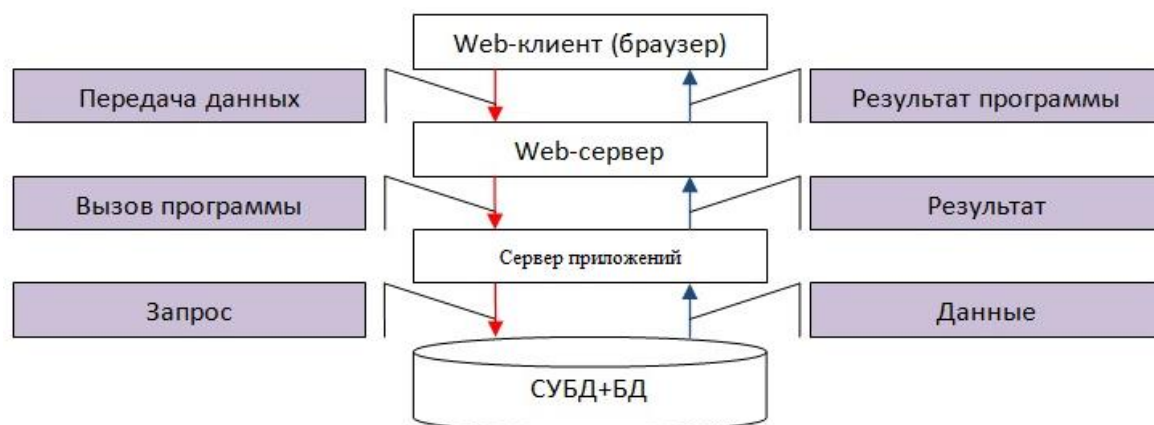 Web-клиент (браузер)
Передача данных
Результат программы
Web-сервер
Вызов программы
Результат
Сервер приложений
Запрос
Данные
СУБД+БД